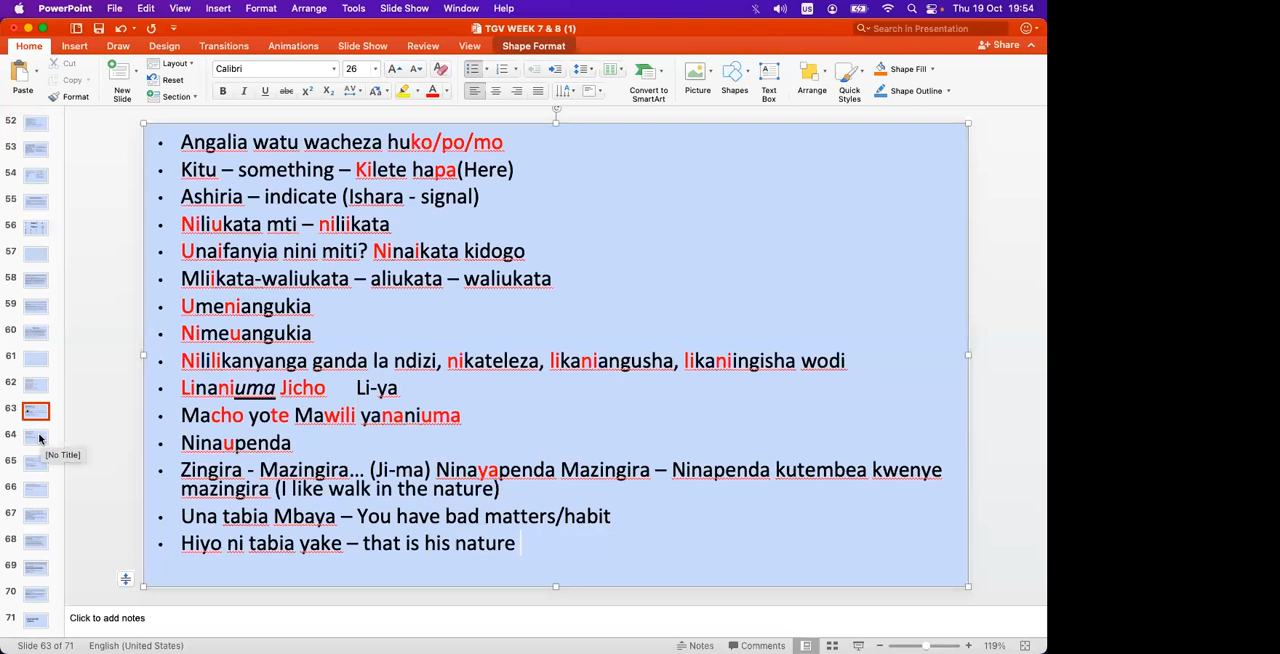 PowerPoint File Edit View Insert Format Arrange Tools Slide Show Window Help US Thu 19 Oct 19:54
TGV WEEK 7 & 8 (1)
Search in Presentation
Home Insert Draw Design Transitions Animations Slide Show Review View Shape Format
Share
Paste
Cut
Copy
Format
New Slide
Layout
Reset
Section
Calibri 26
Convert to SmartArt
Picture
Shapes
Text Box
Arrange
Quick Styles
Shape Fill
Shape Outline
52
53
54
55
56
57
58
59
60
61
62
63
64
[No Title]
65
66
67
68
69
70
71
• Angalia watu wacheza huko/po/mo
• Kitu – something – Kilete hapa(Here)
• Ashiria – indicate (Ishara - signal)
• Niliukata mti – niliikata
• Unaifanyia nini miti? Ninaikata kidogo
• Mliikata-waliukata – aliukata – waliukata
• Umeniangukia
• Nimeuangukia
• Nililikanyanga ganda la ndizi, nikateleza, likaniangusha, likaniingisha wodi
• Linaniuma Jicho Li-ya
• Macho yote Mawili yananiuma
• Ninaupenda
• Zingira - Mazingira... (Ji-ma) Ninayapenda Mazingira – Ninapenda kutembea kwenye
mazingira (I like walk in the nature)
• Una tabia Mbaya – You have bad matters/habit
• Hiyo ni tabia yake – that is his nature
Click to add notes
Slide 63 of 71 English (United States) Notes Comments 119%